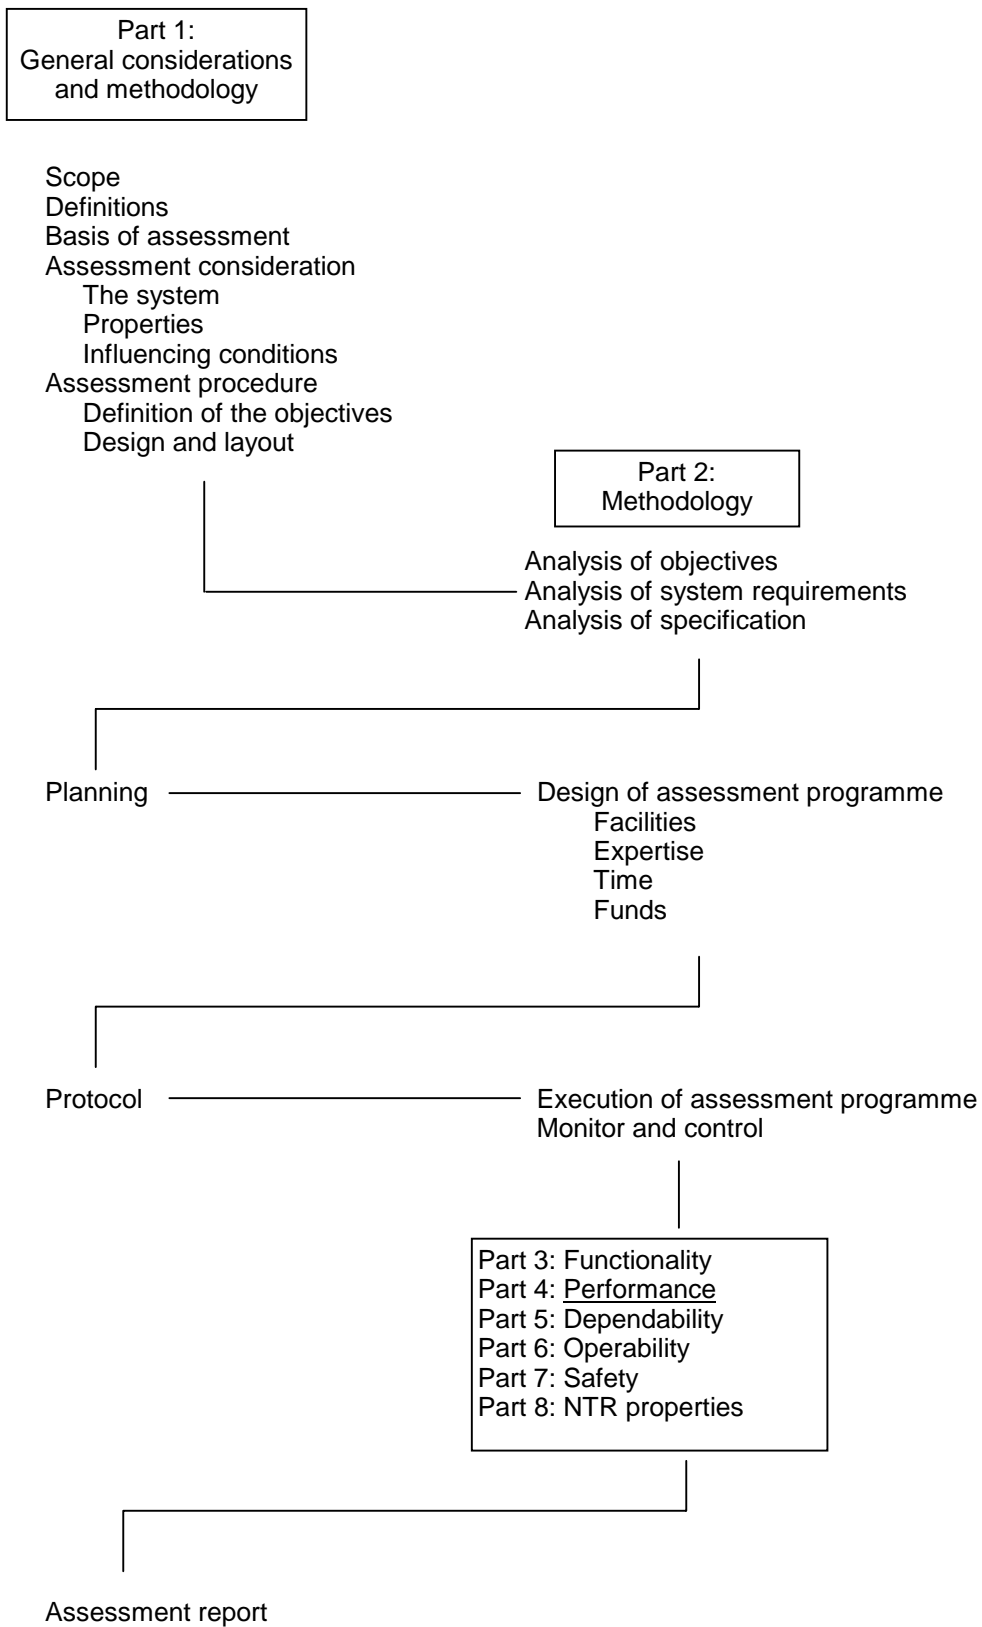 Part 1:
General considerations
and methodology
Scope
Definitions
Basis of assessment
Assessment consideration
The system
Properties
Influencing conditions
Assessment procedure
Definition of the objectives
Design and layout
Part 2:
Methodology
Analysis of objectives
Analysis of system requirements
Analysis of specification
Planning
Design of assessment programme
Facilities
Expertise
Time
Funds
Protocol
Execution of assessment programme
Monitor and control
Part 3: Functionality
Part 4: Performance
Part 5: Dependability
Part 6: Operability
Part 7: Safety
Part 8: NTR properties
Assessment report